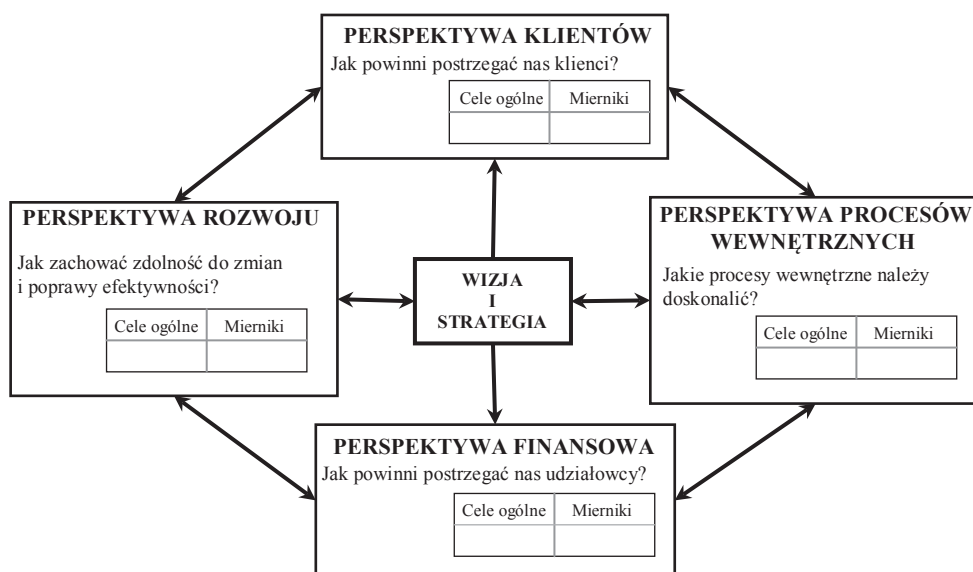 PERSPEKTYWA KLIENTÓW
Jak powinni postrzegać nas klienci?
Cele ogólne Mierniki
PERSPEKTYWA ROZWOJU
Jak zachować zdolność do zmian
i poprawy efektywności?
Cele ogólne Mierniki
WIZJA
I
STRATEGIA
PERSPEKTYWA PROCESÓW
WEWNĘTRZNYCH
Jakie procesy wewnętrzne należy
doskonalić?
Cele ogólne Mierniki
PERSPEKTYWA FINANSOWA
Jak powinni postrzegać nas udziałowcy?
Cele ogólne Mierniki